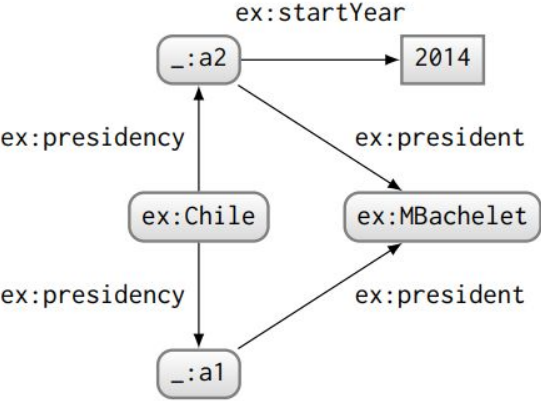 ex:startYear
_:a2
2014
ex:presidency
ex:president
ex:Chile
ex:MBachelet
ex:presidency
ex:president
_:a1